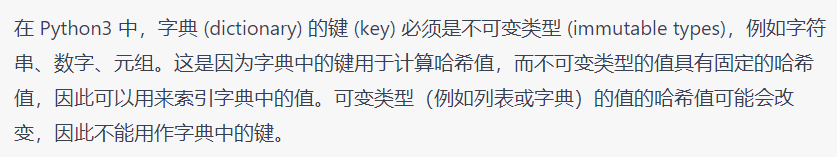 在 Python3 中，字典 (dictionary) 的键 (key) 必须是不可变类型 (immutable types)，例如字符
串、数字、元组。这是因为字典中的键用于计算哈希值，而不可变类型的值具有固定的哈希
值，因此可以用来索引字典中的值。可变类型（例如列表或字典）的值的哈希值可能会改
变，因此不能用作字典中的键。